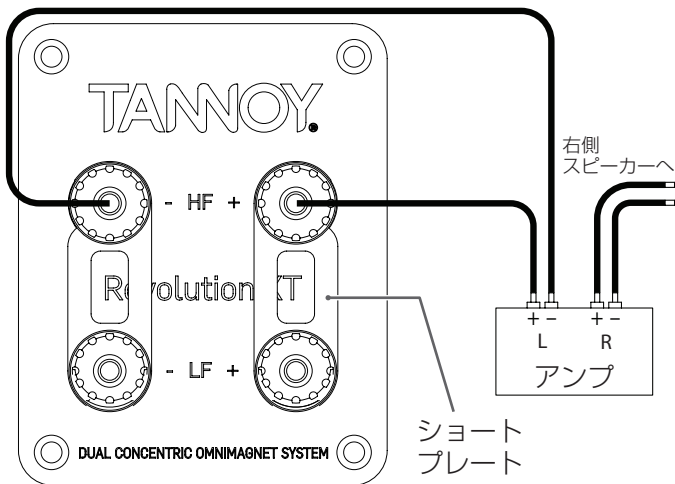 TANNOY®
右側
スピーカーへ
- HF +
Revolution XT
+ - + -
L R
アンプ
- LF +
ショート
プレート
DUAL CONCENTRIC OMNIMAGNET SYSTEM